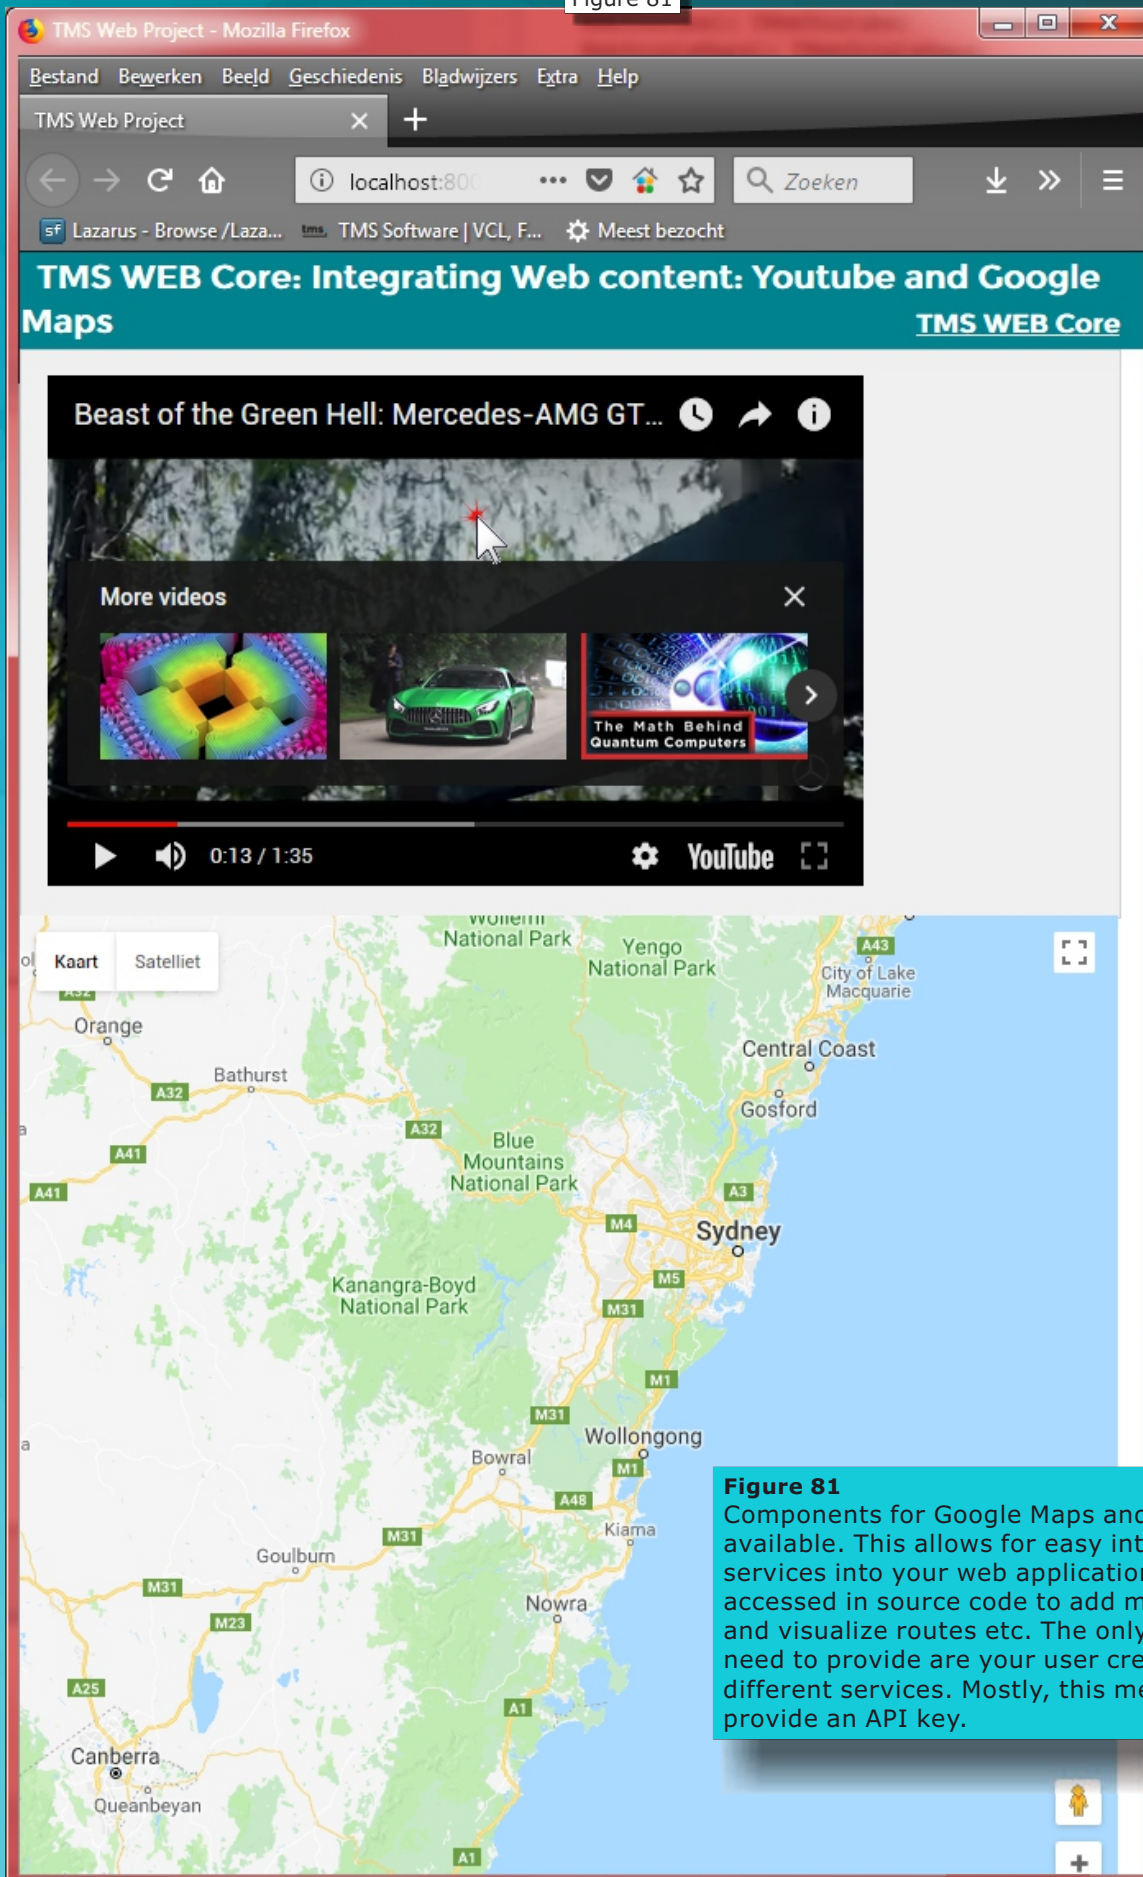 Figure 81
TMS Web Project - Mozilla Firefox
Bestand Bewerken Beeld Geschiedenis Bladwijzers Extra Help
TMS Web Project
localhost:800
Zoeken
sf Lazarus - Browse /Laza... tms TMS Software | VCL, F... Meest bezocht
TMS WEB Core: Integrating Web content: Youtube and Google
Maps TMS WEB Core
Beast of the Green Hell: Mercedes-AMG GT...
More videos
The Math Behind
Quantum Computers
0:13 / 1:35
YouTube
Kaart Satelliet
Wollemi
National Park
Yengo
National Park
A43
City of Lake
Macquarie
A32
Orange
Central Coast
Bathurst
A32
Gosford
A32
Blue
Mountains
National Park
A41
A41
A3
M4
Sydney
M5
Kanangra-Boyd
National Park
M31
M1
M31
Wollongong
Bowral
M1
A48
Kiama
M31
Goulburn
M31
Nowra
M23
A25
A1
Canberra
Queanbeyan
A1
Figure 81
Components for Google Maps and
available. This allows for easy int
services into your web application
accessed in source code to add m
and visualize routes etc. The only
need to provide are your user cre
different services. Mostly, this me
provide an API key.